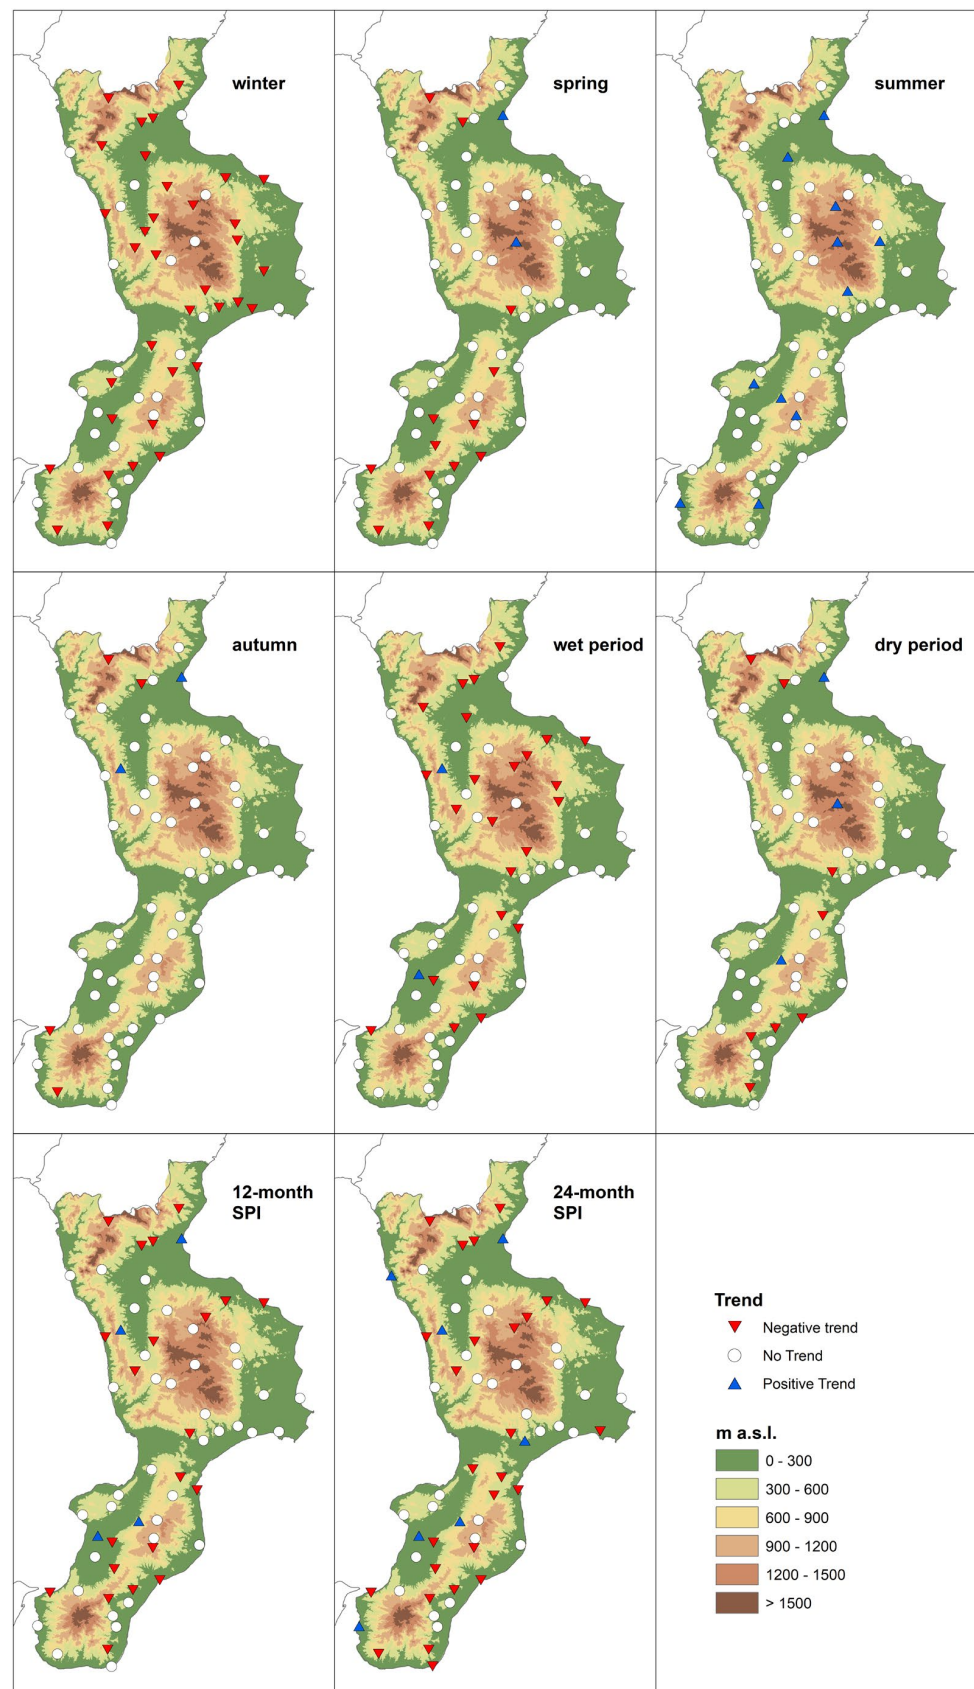 winter
spring
summer
autumn
wet period
dry period
12-month
SPI
24-month
SPI
Trend
Negative trend
No Trend
Positive Trend
m a.s.l.
0 - 300
300 - 600
600 - 900
900 - 1200
1200 - 1500
> 1500